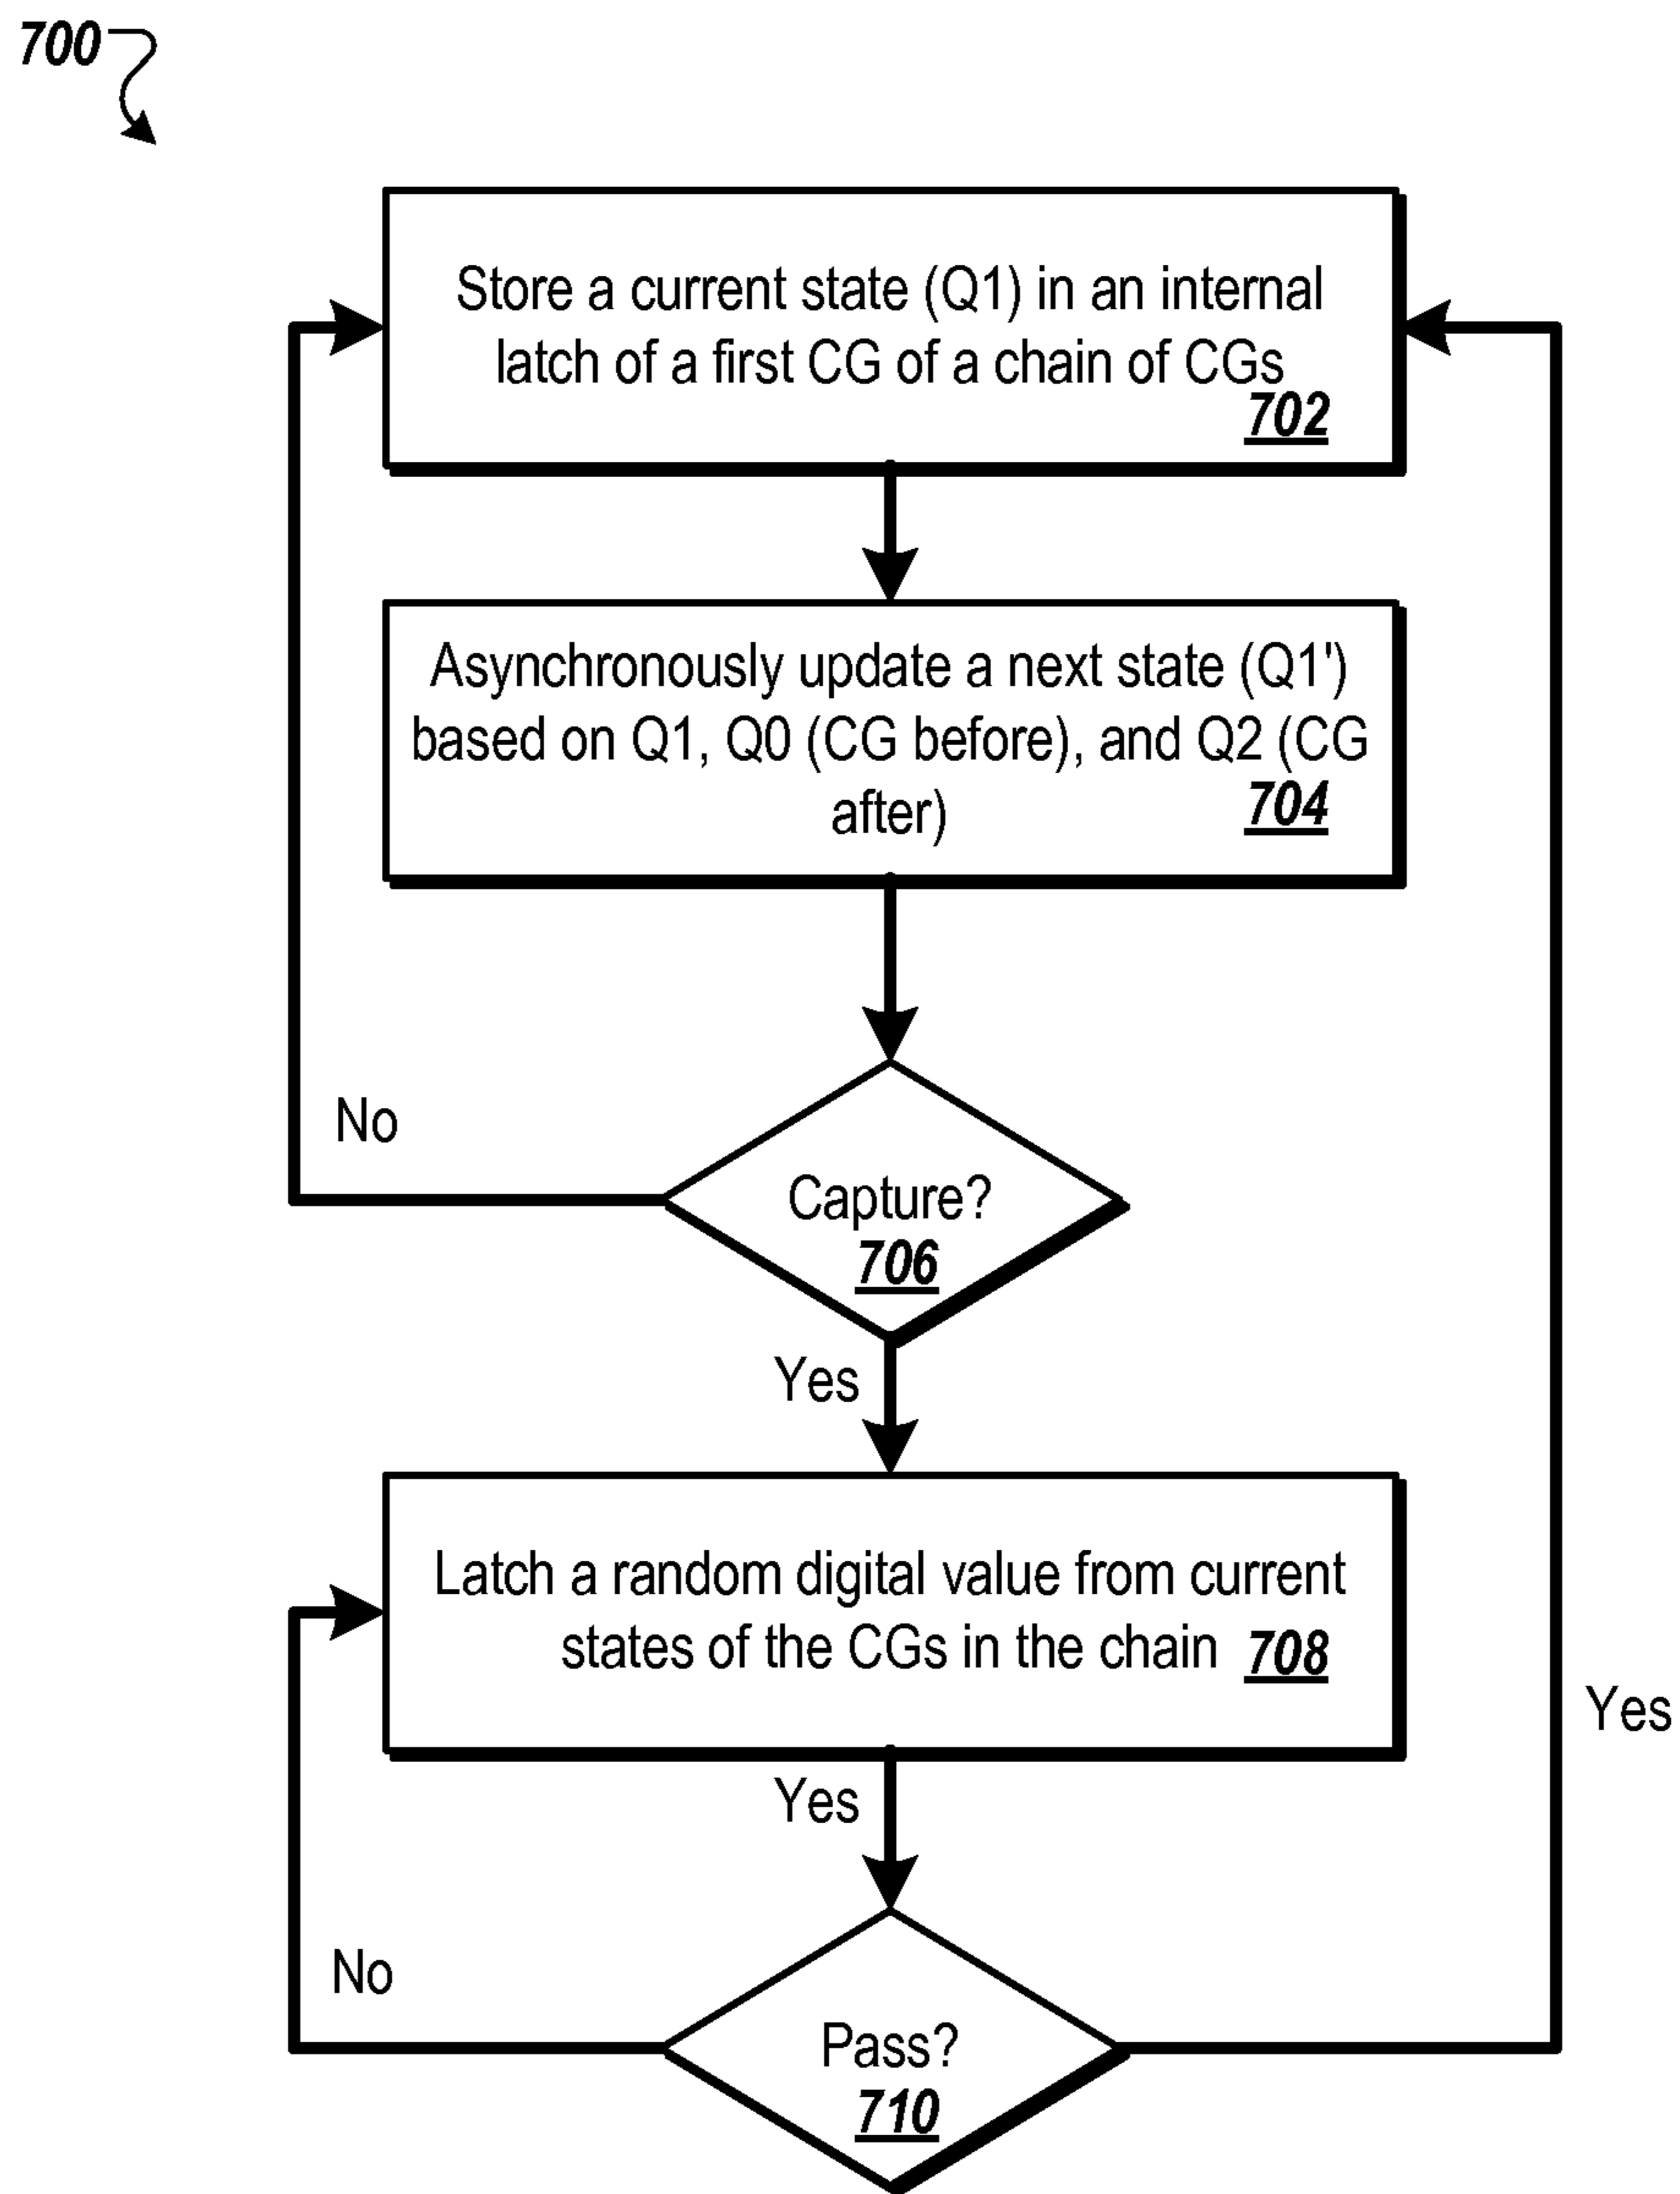 700
Store a current state (Q1) in an internal
latch of a first CG of a chain of CGs
702
Asynchronously update a next state (Q1')
based on Q1, Q0 (CG before), and Q2 (CG
after) 704
No
Capture?
706
Yes
Latch a random digital value from current
states of the CGs in the chain 708
Yes
Yes
No
Pass?
710